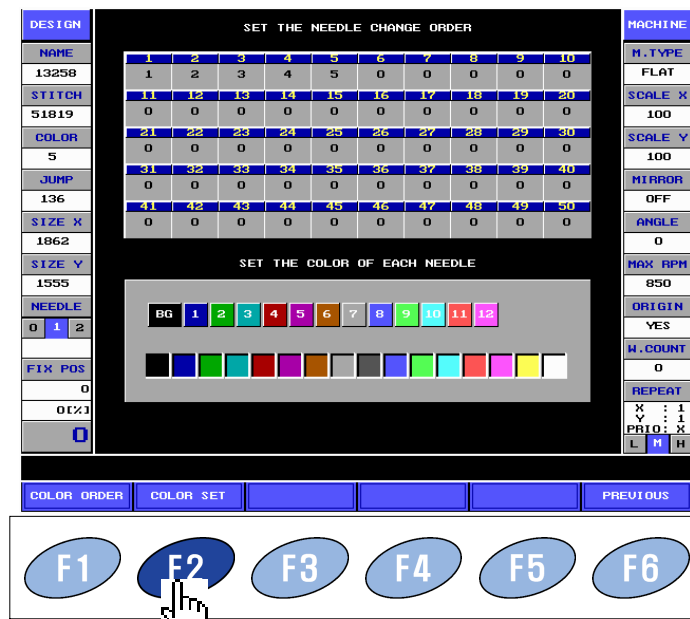 DESIGN
SET THE NEEDLE CHANGE ORDER
MACHINE
NAME
13258
STITCH
51819
COLOR
5
JUMP
136
SIZE X
1862
SIZE Y
1555
NEEDLE
0 1 2
FIX POS
0
0[%]
0
1 2 3 4 5 6 7 8 9 10
1 2 3 4 5 0 0 0 0 0
11 12 13 14 15 16 17 18 19 20
0 0 0 0 0 0 0 0 0 0
21 22 23 24 25 26 27 28 29 30
0 0 0 0 0 0 0 0 0 0
31 32 33 34 35 36 37 38 39 40
0 0 0 0 0 0 0 0 0 0
41 42 43 44 45 46 47 48 49 50
0 0 0 0 0 0 0 0 0 0
SET THE COLOR OF EACH NEEDLE
BG 1 2 3 4 5 6 7 8 9 10 11 12
M.TYPE
FLAT
SCALE X
100
SCALE Y
100
MIRROR
OFF
ANGLE
0
MAX RPM
850
ORIGIN
YES
W.COUNT
0
REPEAT
X : 1
Y : 1
PRIO: X
L M H
COLOR ORDER COLOR SET PREVIOUS
F1 F2 F3 F4 F5 F6